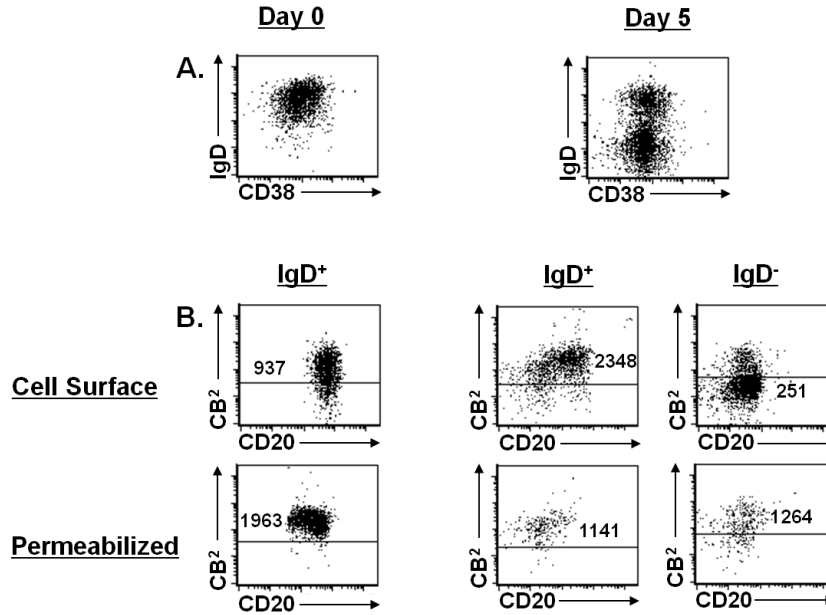 Day 0
Day 5
A.
IgD
CD38
IgD
CD38
IgD⁺
IgD⁺
IgD⁻
B.
Cell Surface
CB²
937
CD20
CB²
2348
CD20
CB²
251
CD20
Permeabilized
CB²
1963
CD20
CB²
1141
CD20
CB²
1264
CD20